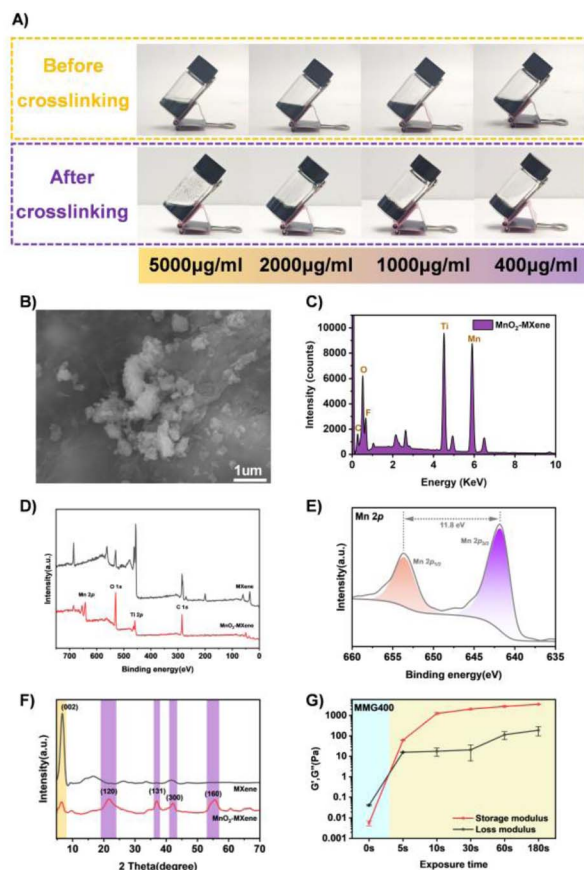 A)
Before
crosslinking
After
crosslinking
5000μg/ml 2000μg/ml 1000μg/ml 400μg/ml
B)
1um
C)
Intensity (counts)
10000
8000
6000
4000
2000
0
MnO₂-MXene
C
O
F
Ti
Mn
0 2 4 6 8 10
Energy (KeV)
D)
Intensity(a.u.)
Mn 2p
O 1s
Ti 2p
C 1s
MXene
MnO₂-MXene
700 600 500 400 300 200 100 0
Binding energy(eV)
E)
Intensity(a.u.)
Mn 2p
11.8 eV
Mn 2p₁/₂
Mn 2p₃/₂
660 655 650 645 640 635
Binding energy(eV)
F)
Intensity(a.u.)
(002)
(120)
(131)
(300)
(160)
MXene
MnO₂-MXene
10 20 30 40 50 60 70
2 Theta(degree)
G)
G',G''(Pa)
MMG400
1000
100
10
1
0.1
0.01
0.001
Storage modulus
Loss modulus
0s 5s 10s 30s 60s 180s
Exposure time